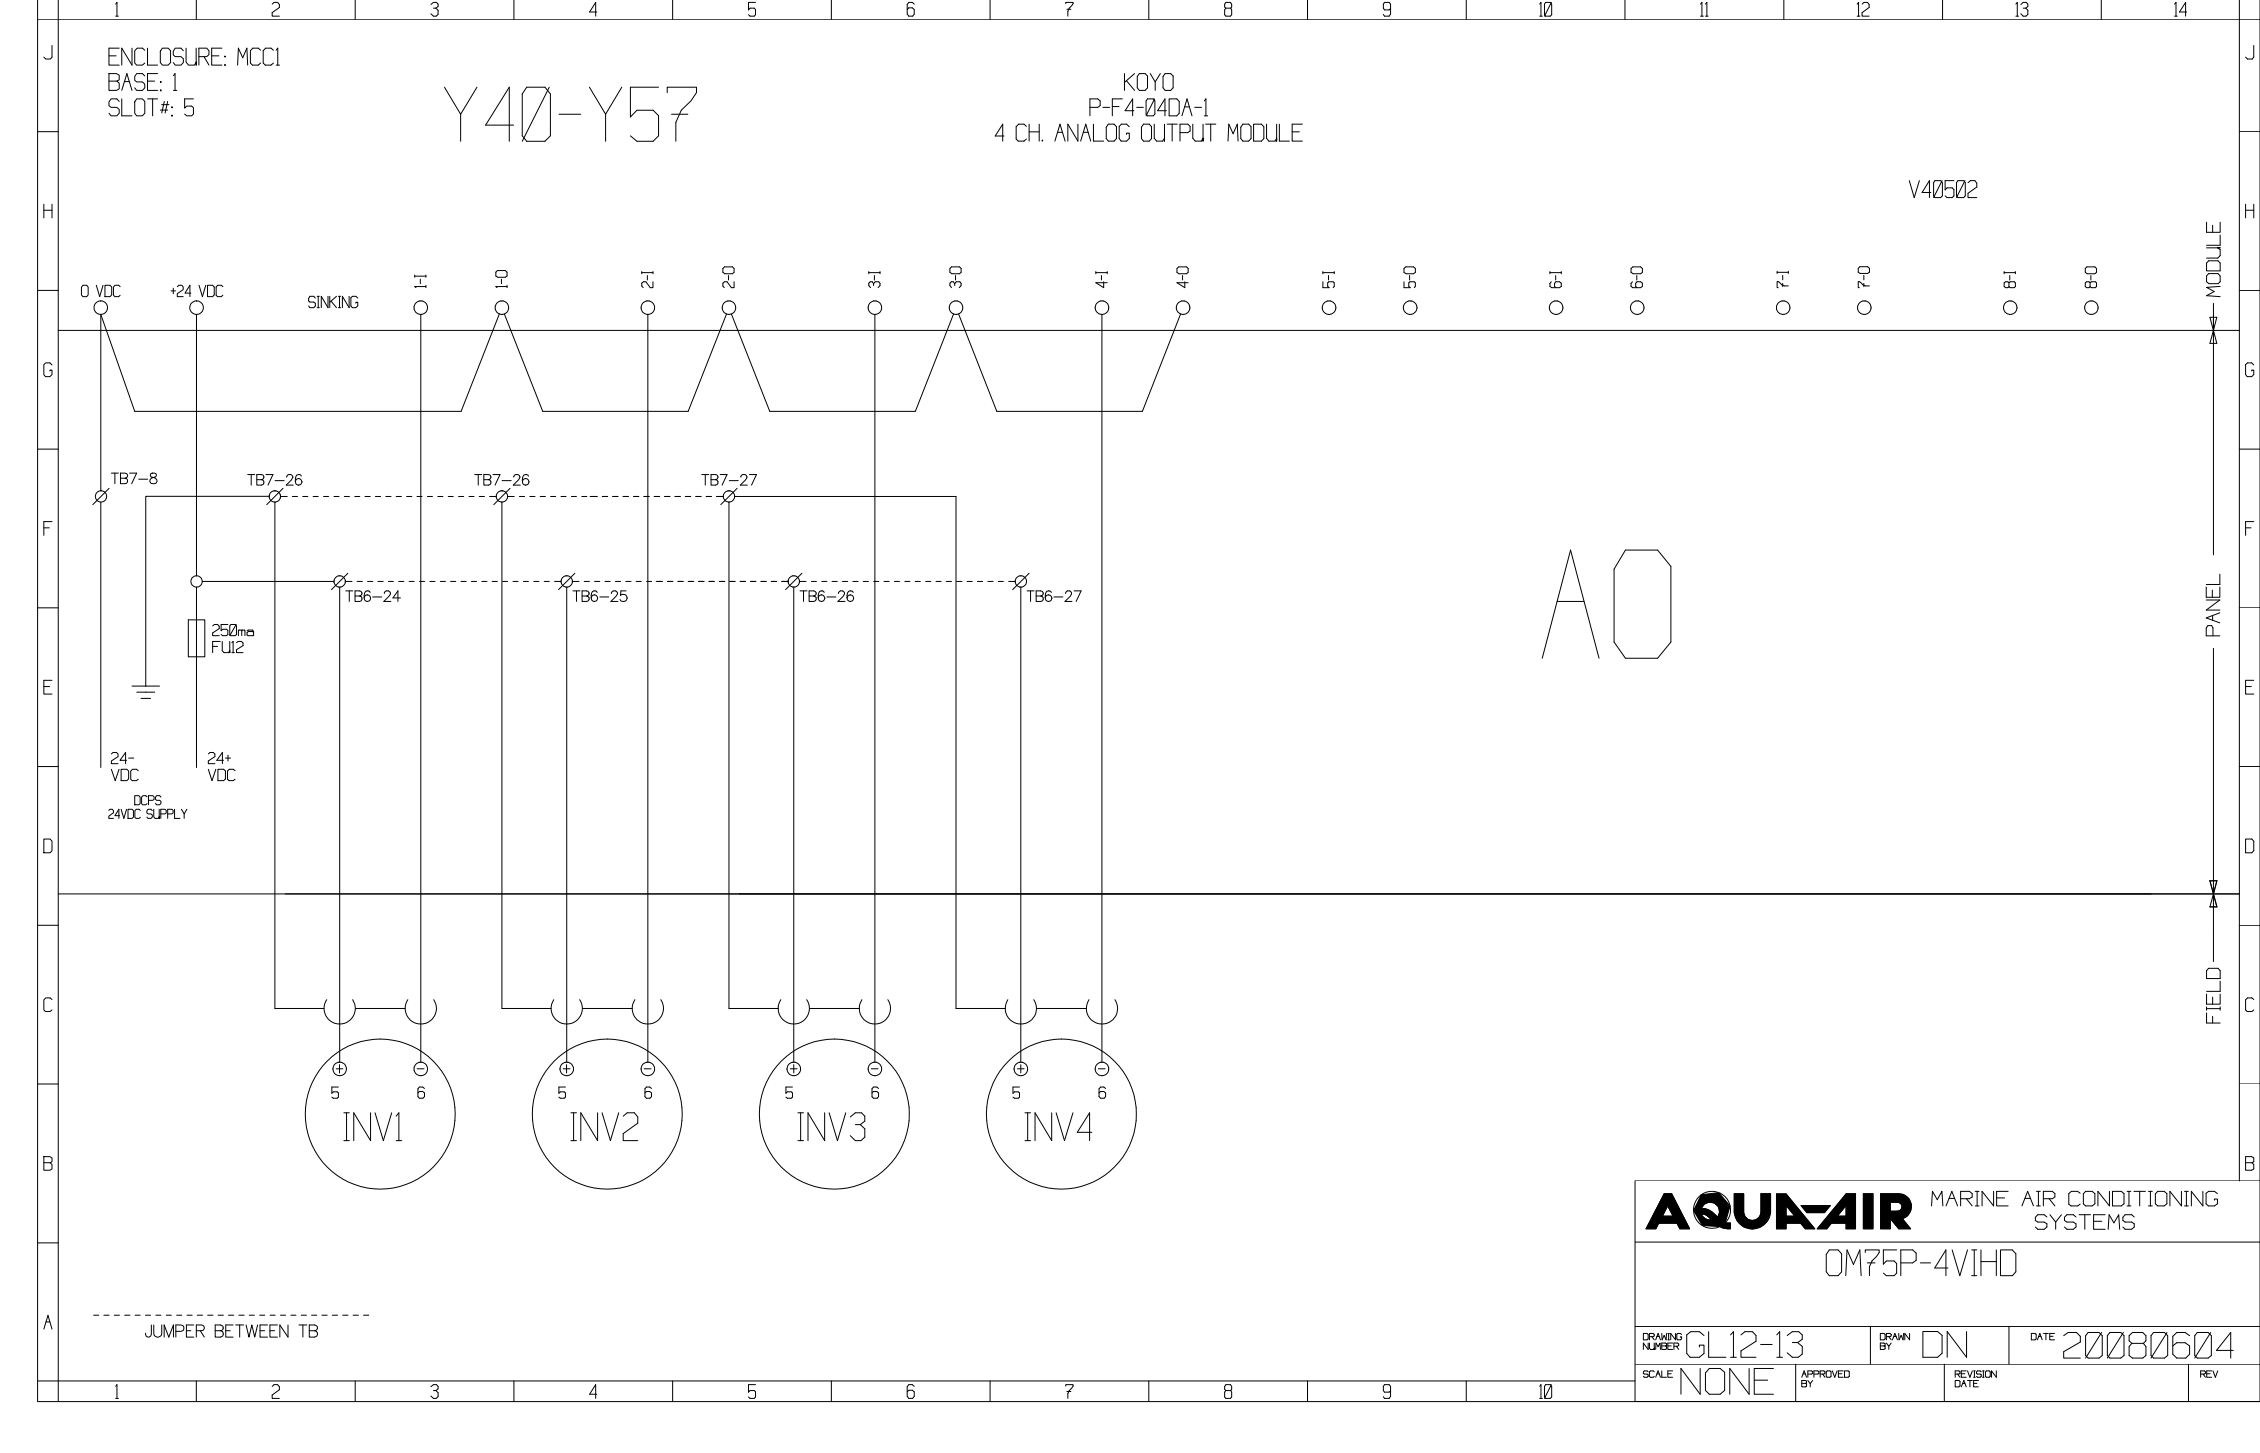 1 2 3 4 5 6 7 8 9 10 11 12 13 14
J J
ENCLOSURE: MCC1
BASE: 1
SLOT#: 5
Y40-Y57
KOYO
P-F4-04DA-1
4 CH. ANALOG OUTPUT MODULE
V40502
H H
MODULE
0 VDC +24 VDC SINKING 1-I 1-O 2-I 2-O 3-I 3-O 4-I 4-O 5-I 5-O 6-I 6-O 7-I 7-O 8-I 8-O
G G
TB7-8 TB7-26 TB7-26 TB7-27
F F
TB6-24 TB6-25 TB6-26 TB6-27
AO
PANEL
250ma
FU12
E E
24- 24+
VDC VDC
DCPS
24VDC SUPPLY
D D
FIELD
C C
5 6 5 6 5 6 5 6
INV1 INV2 INV3 INV4
B B
AQUA-AIR MARINE AIR CONDITIONING
SYSTEMS
OM75P-4VIHD
A
JUMPER BETWEEN TB
DRAWING
NUMBER GL12-13 DRAWN
BY DN DATE 20080604
SCALE NONE APPROVED
BY REVISION
DATE REV
1 2 3 4 5 6 7 8 9 10